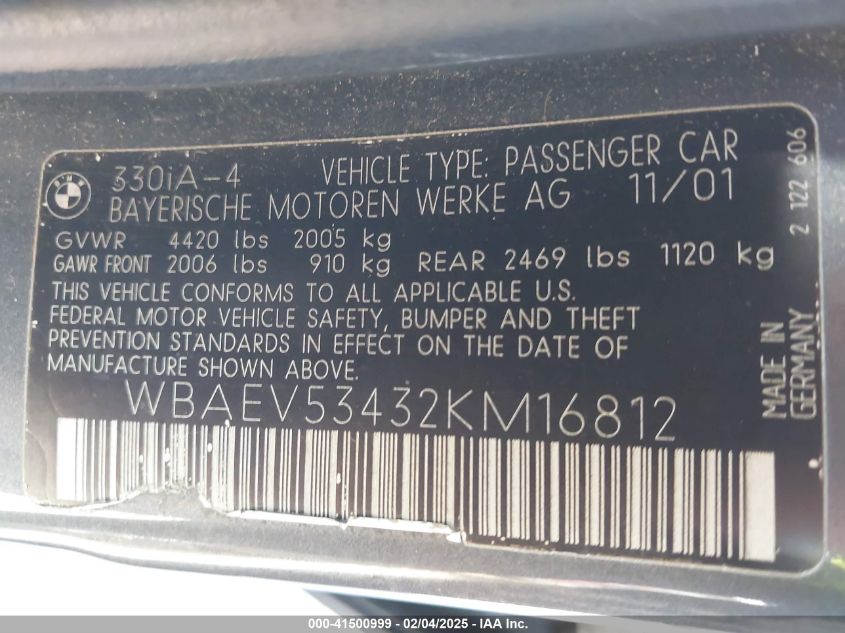 330iA-4 VEHICLE TYPE: PASSENGER CAR
BAYERISCHE MOTOREN WERKE AG 11/01
GVWR 4420 lbs 2005 kg
GAWR FRONT 2006 lbs 910 kg REAR 2469 lbs 1120 kg
THIS VEHICLE CONFORMS TO ALL APPLICABLE U.S.
FEDERAL MOTOR VEHICLE SAFETY, BUMPER AND THEFT
PREVENTION STANDARDS IN EFFECT ON THE DATE OF
MANUFACTURE SHOWN ABOVE.
WBAEV53432KM16812
2 122 606
MADE IN
GERMANY
000-41500999 — 02/04/2025 — IAA Inc.